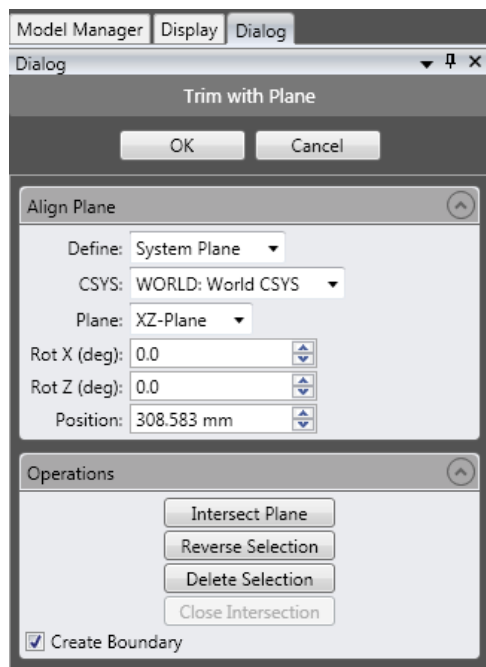 Model Manager Display Dialog
Dialog
Trim with Plane
OK Cancel
Align Plane
Define: System Plane
CSYS: WORLD: World CSYS
Plane: XZ-Plane
Rot X (deg): 0.0
Rot Z (deg): 0.0
Position: 308.583 mm
Operations
Intersect Plane
Reverse Selection
Delete Selection
Close Intersection
Create Boundary